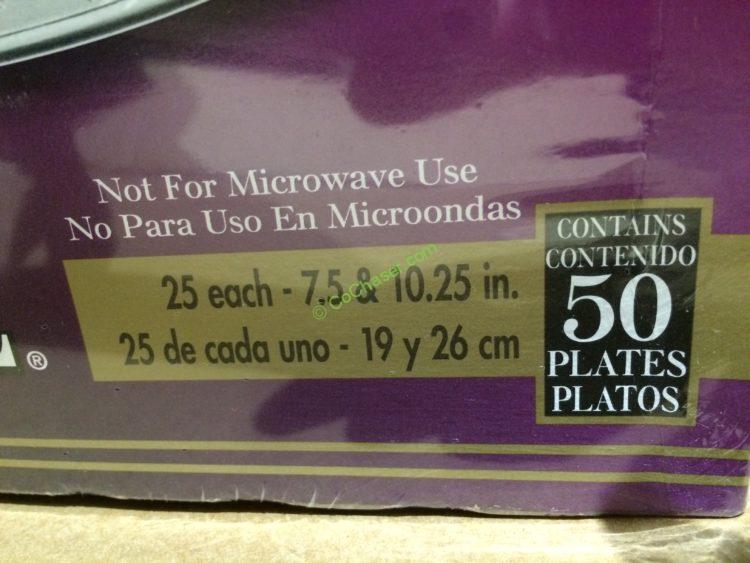 Not For Microwave Use
No Para Uso En Microondas
25 each - 7.5 & 10.25 in.
25 de cada uno - 19 y 26 cm
CONTAINS
CONTENIDO
50
PLATES
PLATOS
®
© CoChaser.com